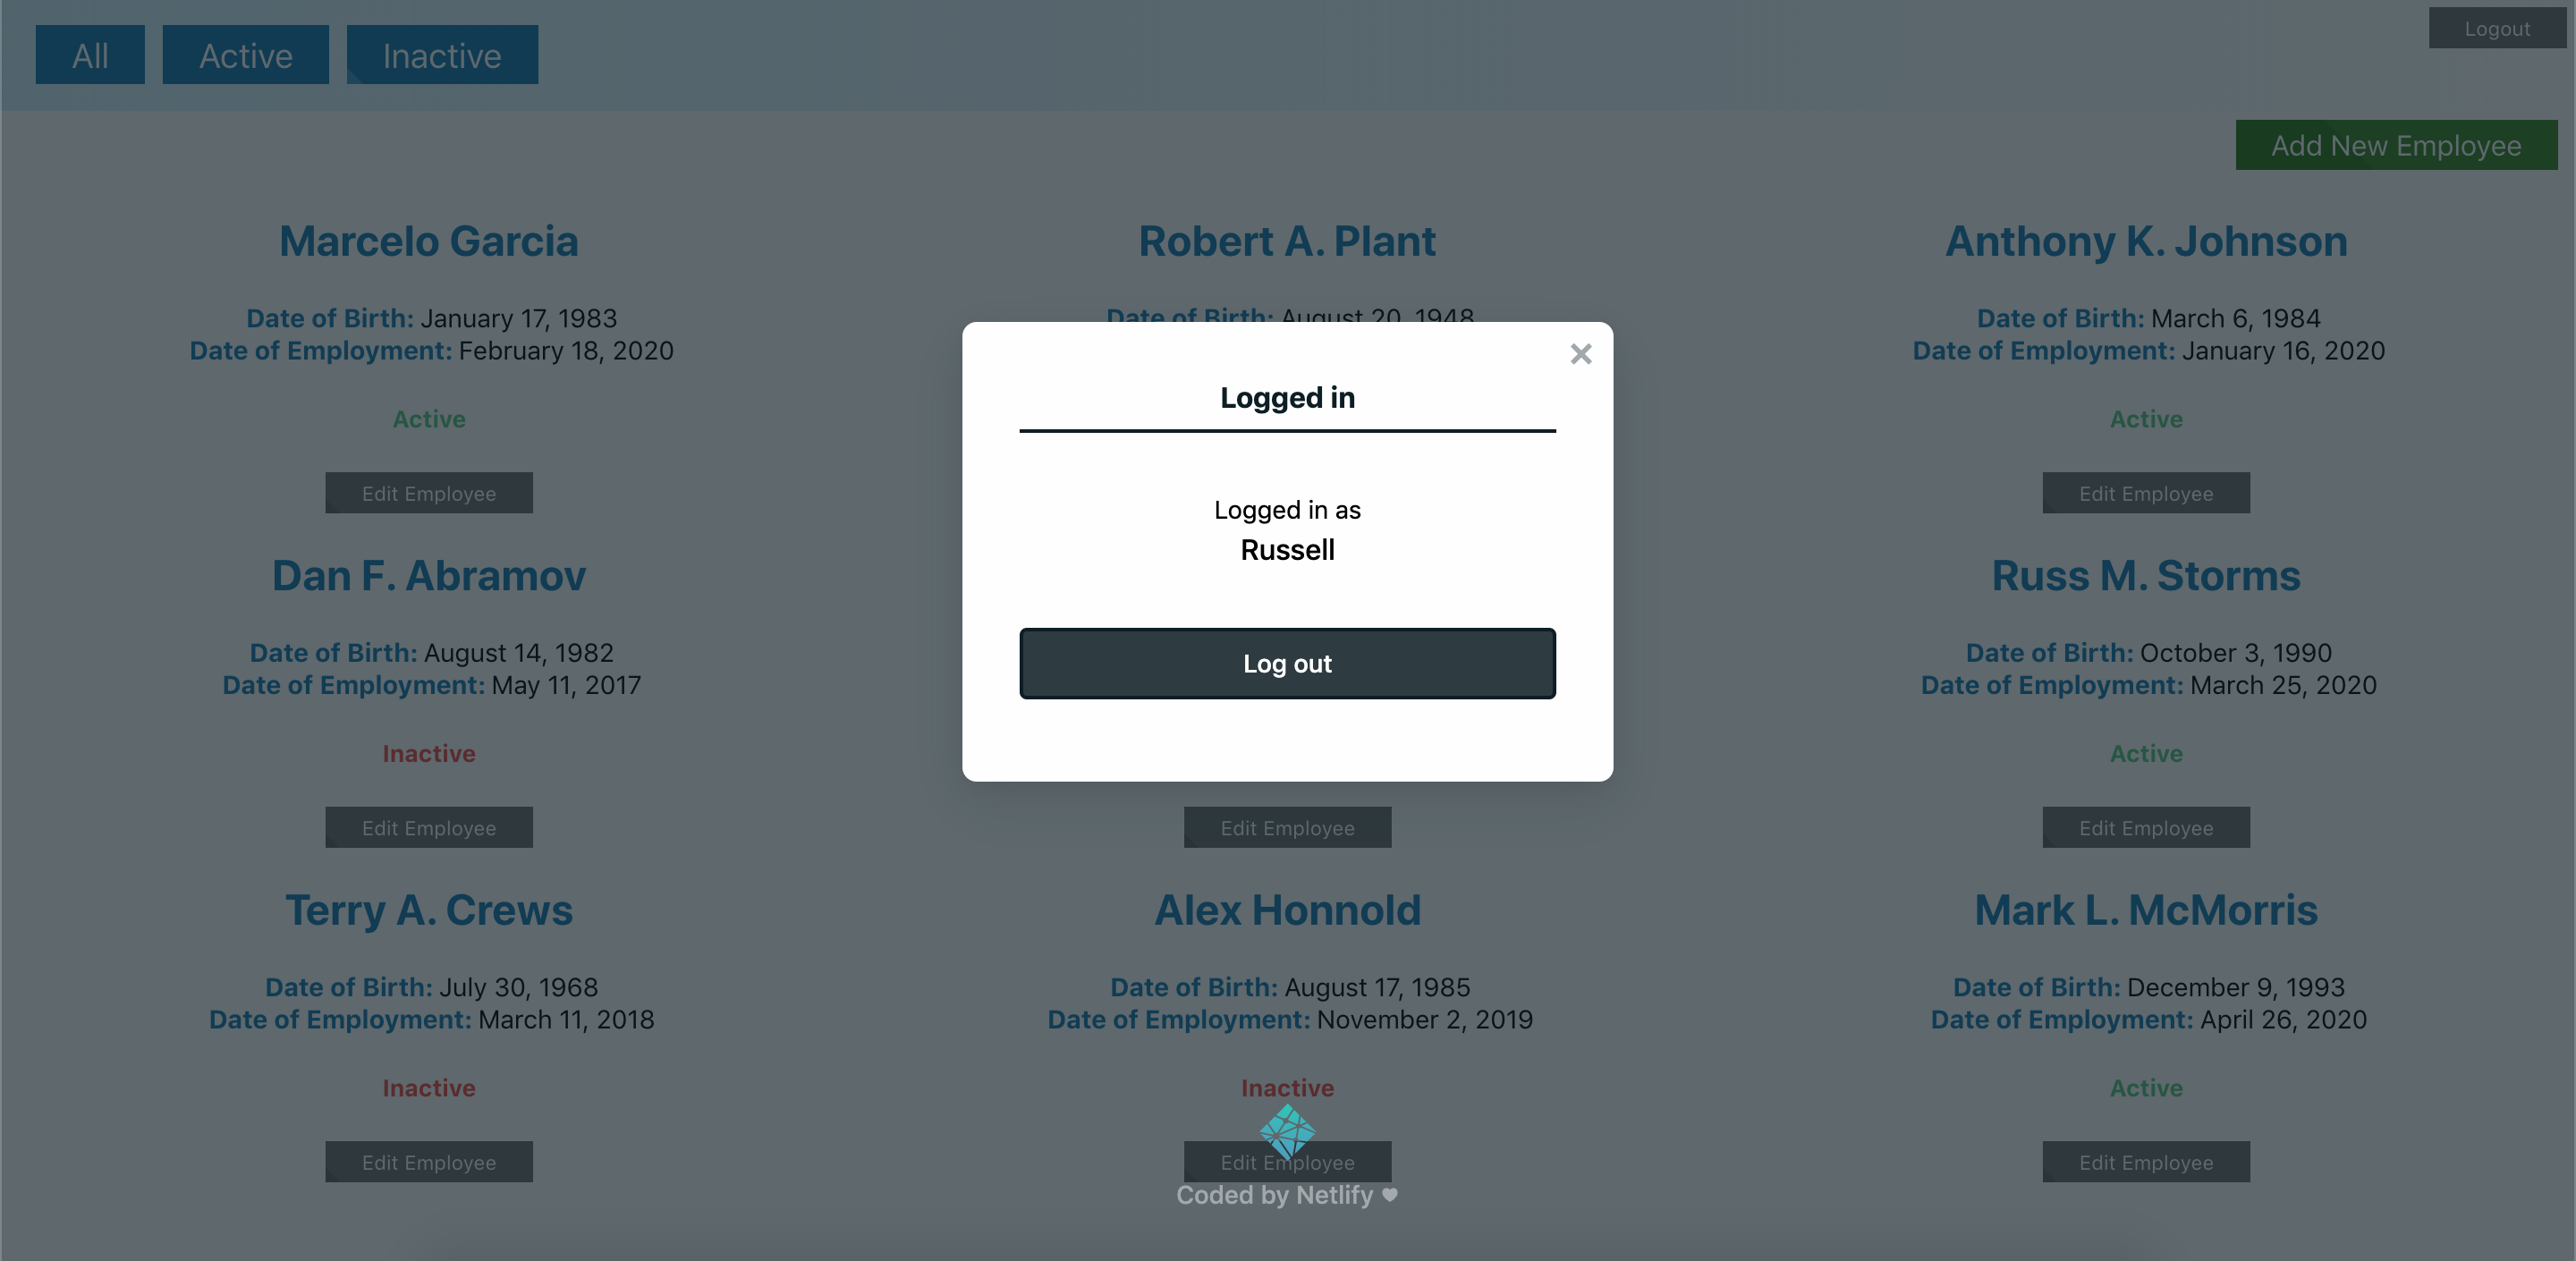 All Active Inactive
Logout
Add New Employee
Marcelo Garcia
Date of Birth: January 17, 1983
Date of Employment: February 18, 2020
Active
Edit Employee
Robert A. Plant
Date of Birth: August 20, 1948
Anthony K. Johnson
Date of Birth: March 6, 1984
Date of Employment: January 16, 2020
Active
Edit Employee
Logged in
Logged in as
Russell
Log out
Dan F. Abramov
Date of Birth: August 14, 1982
Date of Employment: May 11, 2017
Inactive
Edit Employee
Edit Employee
Russ M. Storms
Date of Birth: October 3, 1990
Date of Employment: March 25, 2020
Active
Edit Employee
Terry A. Crews
Date of Birth: July 30, 1968
Date of Employment: March 11, 2018
Inactive
Edit Employee
Alex Honnold
Date of Birth: August 17, 1985
Date of Employment: November 2, 2019
Inactive
Edit Employee
Mark L. McMorris
Date of Birth: December 9, 1993
Date of Employment: April 26, 2020
Active
Edit Employee
Coded by Netlify